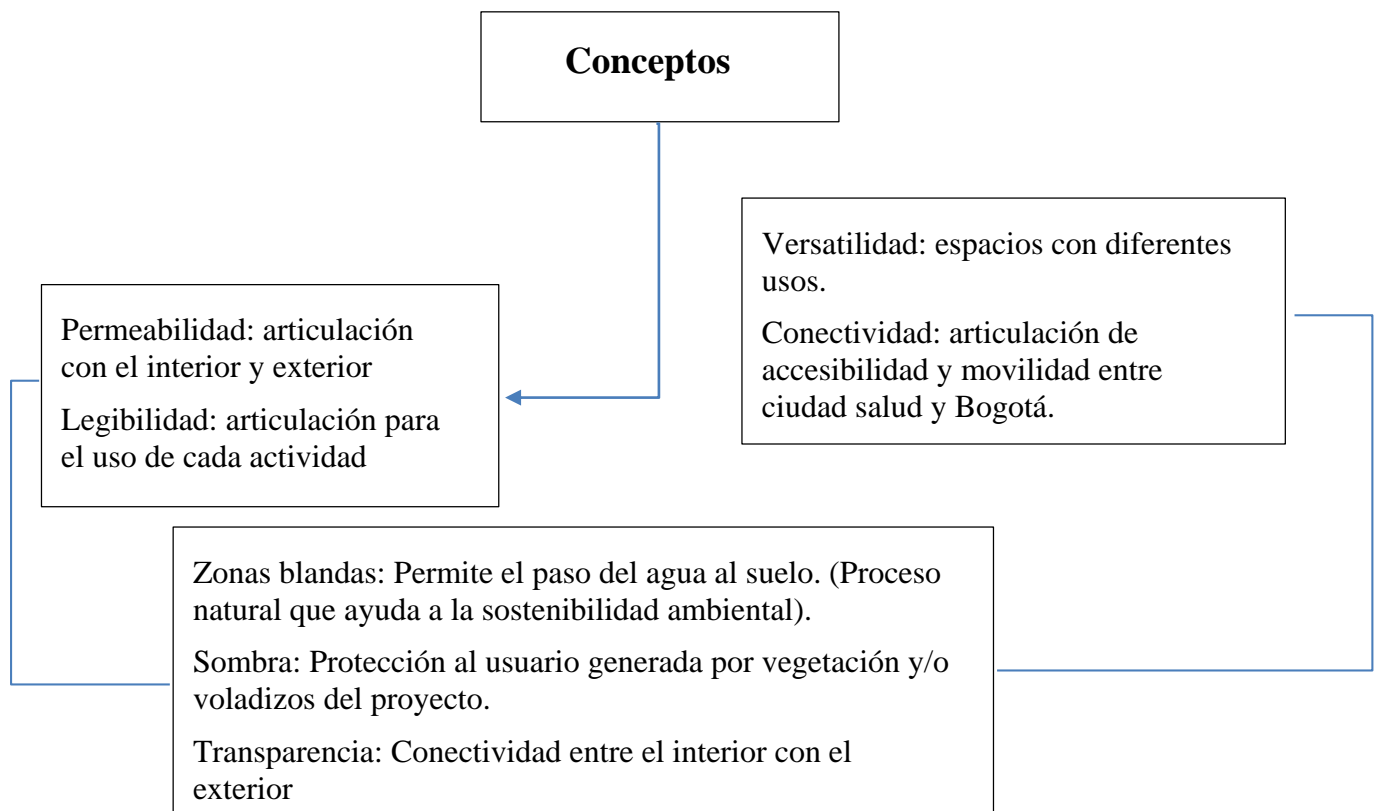 Conceptos
Permeabilidad: articulación
con el interior y exterior
Legibilidad: articulación para
el uso de cada actividad
Versatilidad: espacios con diferentes
usos.
Conectividad: articulación de
accesibilidad y movilidad entre
ciudad salud y Bogotá.
Zonas blandas: Permite el paso del agua al suelo. (Proceso
natural que ayuda a la sostenibilidad ambiental).
Sombra: Protección al usuario generada por vegetación y/o
voladizos del proyecto.
Transparencia: Conectividad entre el interior con el
exterior